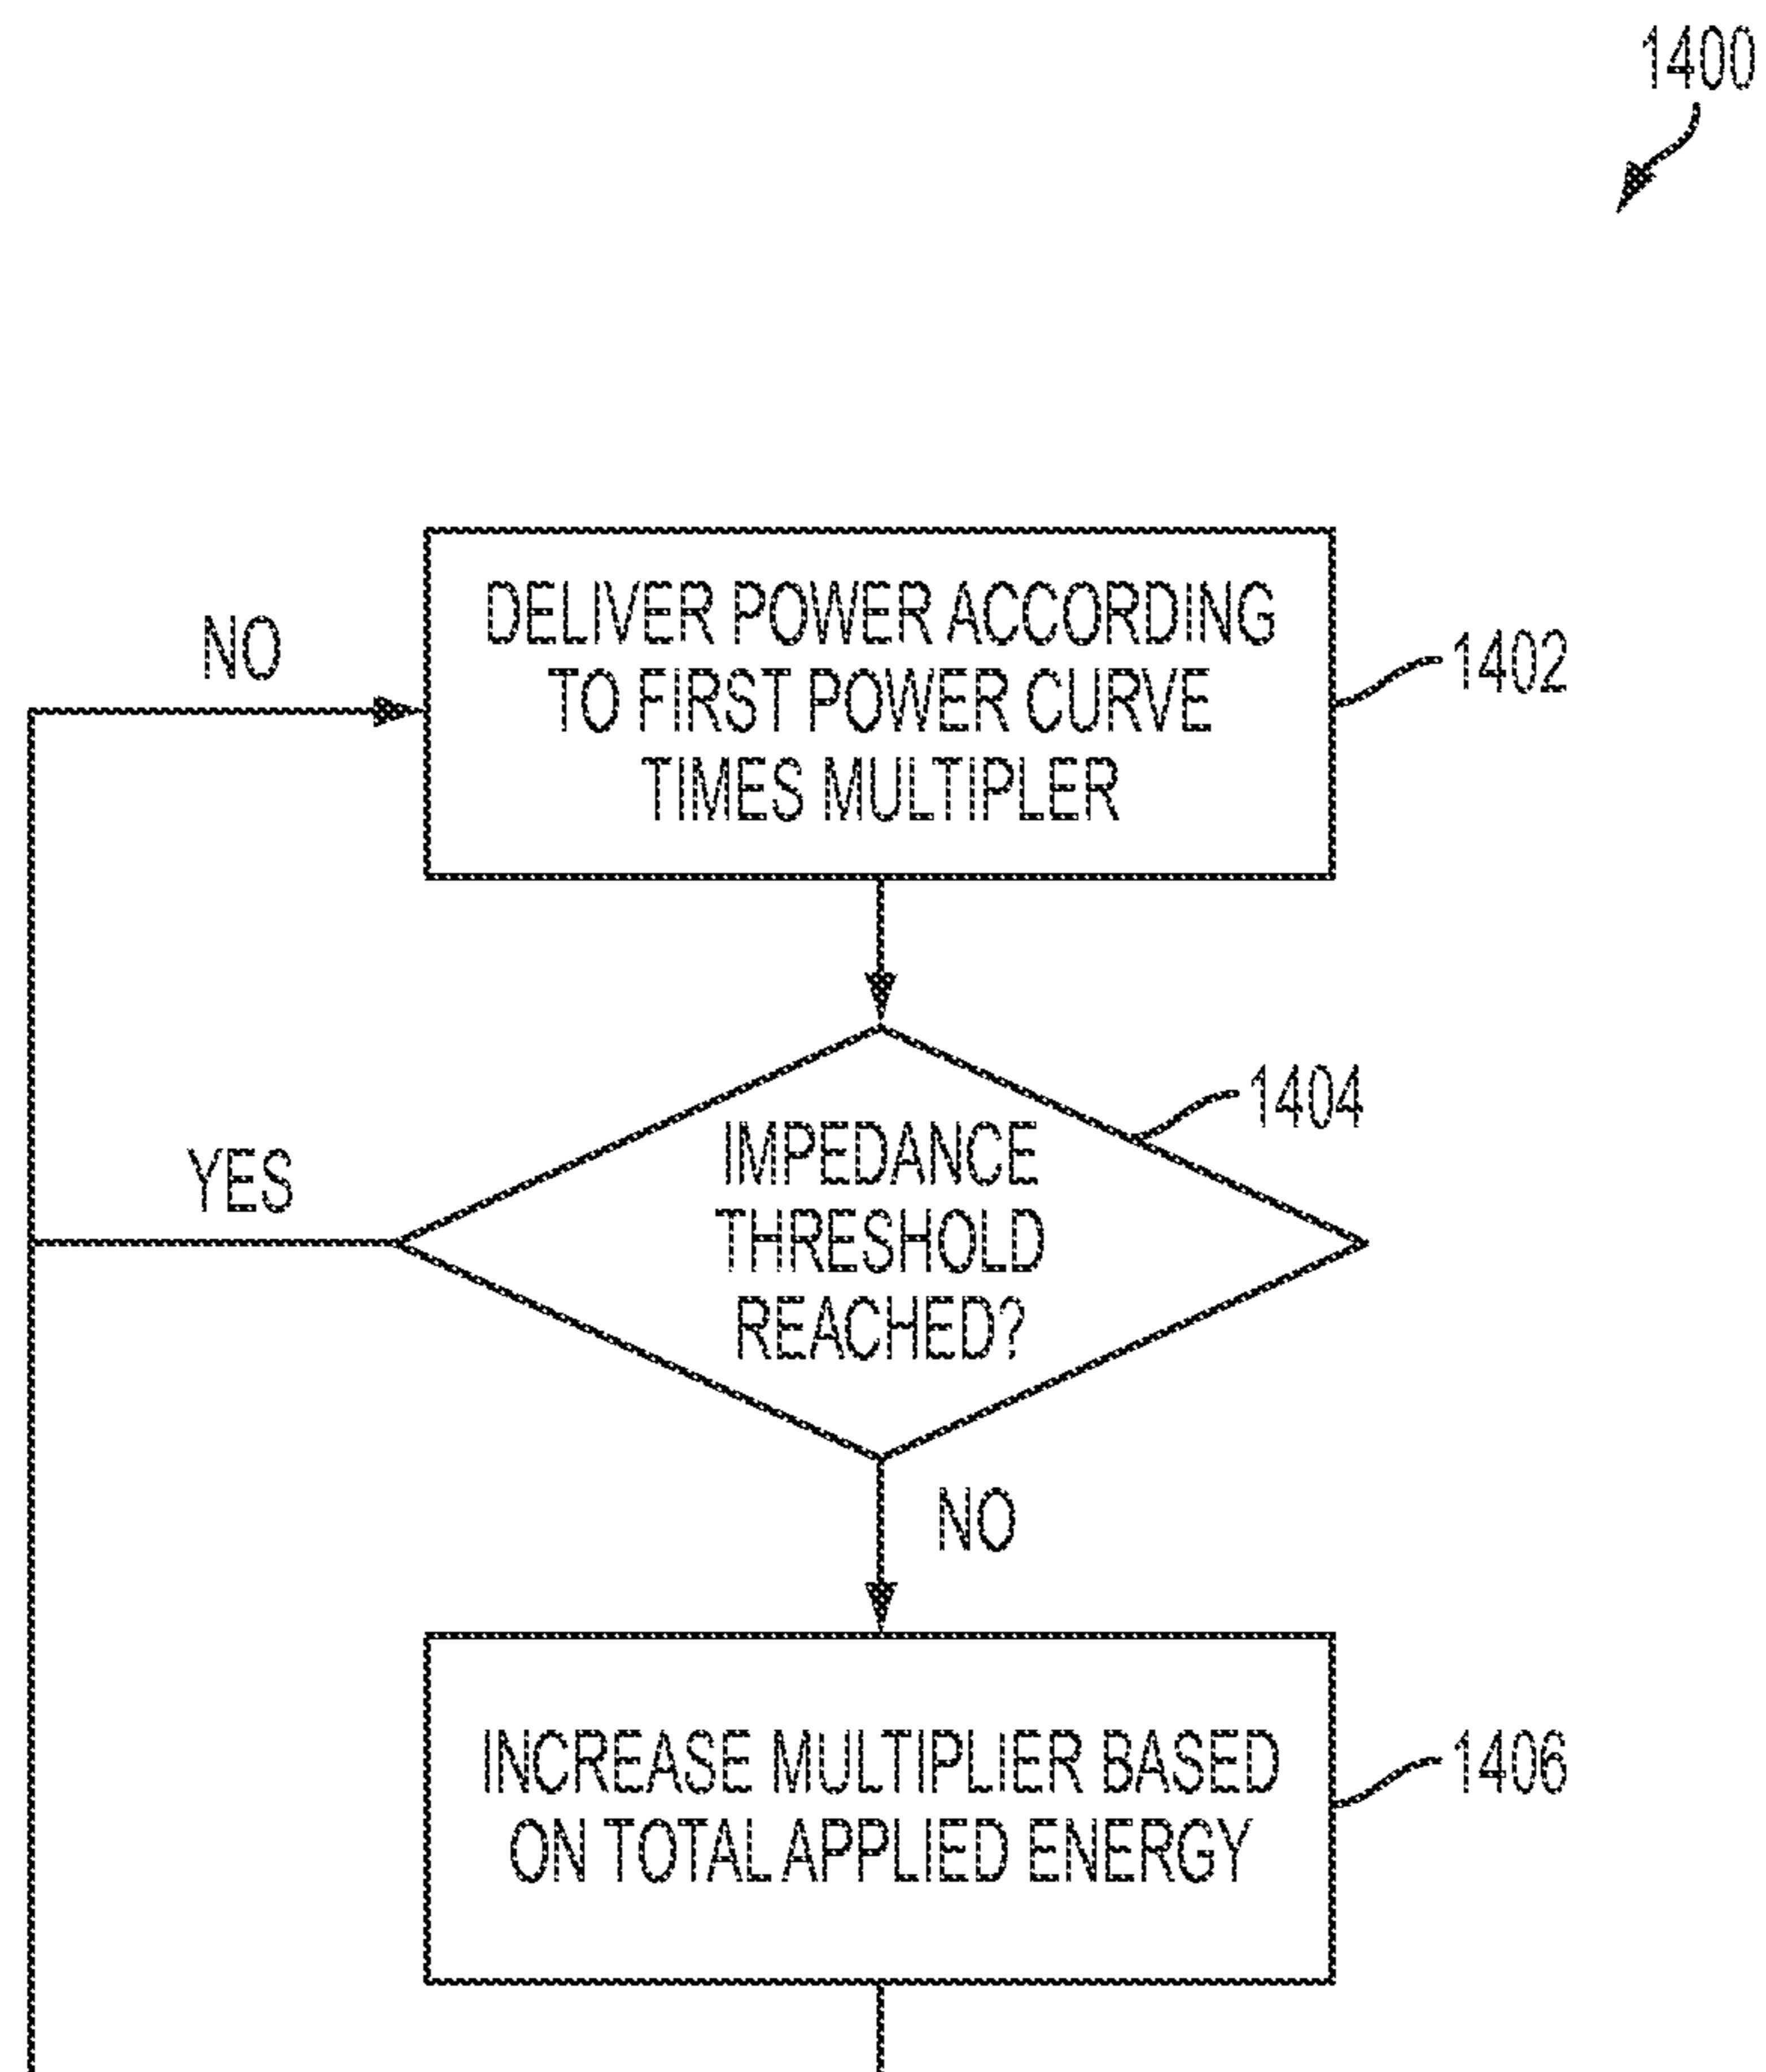 1400
NO
DELIVER POWER ACCORDING
TO FIRST POWER CURVE
TIMES MULTIPLER
1402
YES
IMPEDANCE
THRESHOLD
REACHED?
1404
NO
INCREASE MULTIPLIER BASED
ON TOTAL APPLIED ENERGY
1406